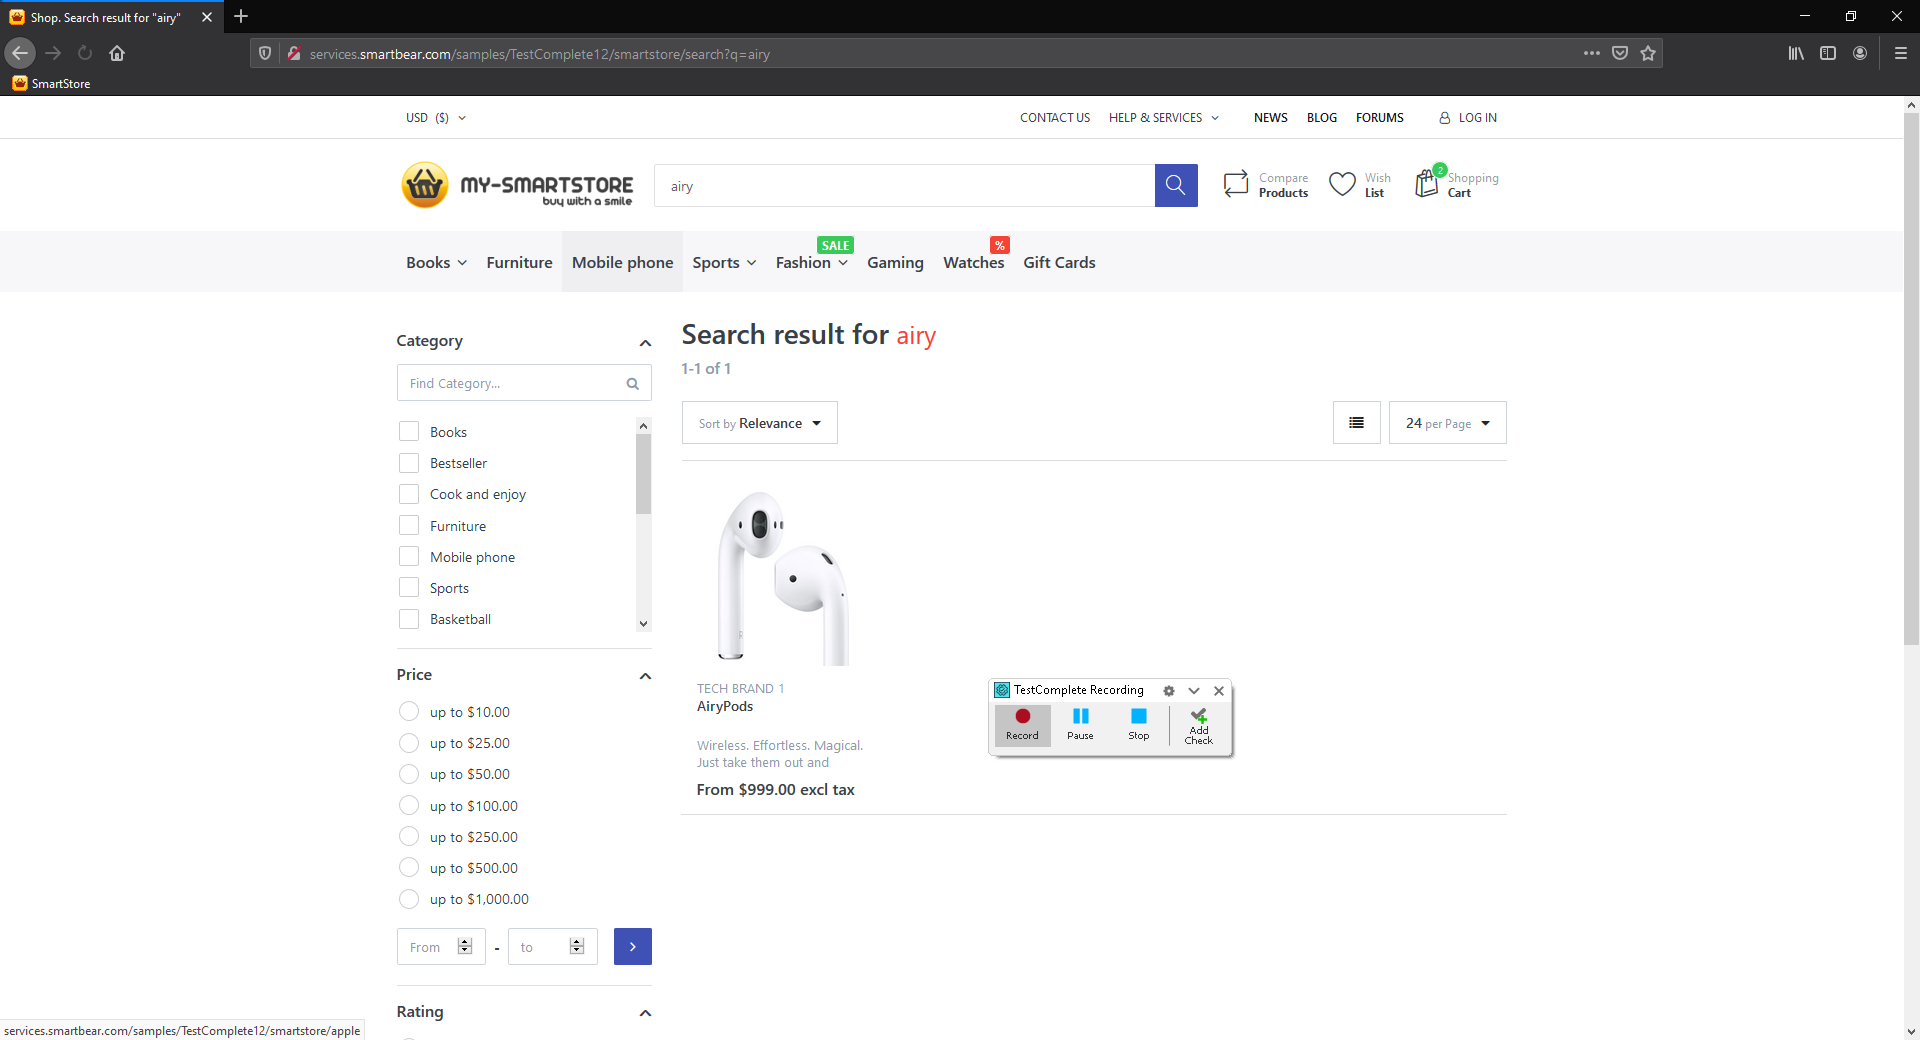 Shop. Search result for "airy"
services.smartbear.com/samples/TestComplete12/smartstore/search?q=airy
SmartStore
USD ($)
CONTACT US
HELP & SERVICES
NEWS
BLOG
FORUMS
LOG IN
MY-SMARTSTORE
buy with a smile
airy
Compare
Products
Wish
List
2
Shopping
Cart
Books
Furniture
Mobile phone
Sports
SALE
Fashion
Gaming
%
Watches
Gift Cards
Category
Find Category...
Books
Bestseller
Cook and enjoy
Furniture
Mobile phone
Sports
Basketball
Price
up to $10.00
up to $25.00
up to $50.00
up to $100.00
up to $250.00
up to $500.00
up to $1,000.00
From - to
Rating
Search result for airy
1-1 of 1
Sort by Relevance
24 per Page
TECH BRAND 1
AiryPods
Wireless. Effortless. Magical.
Just take them out and
From $999.00 excl tax
TestComplete Recording
Record
Pause
Stop
Add
Check
services.smartbear.com/samples/TestComplete12/smartstore/apple